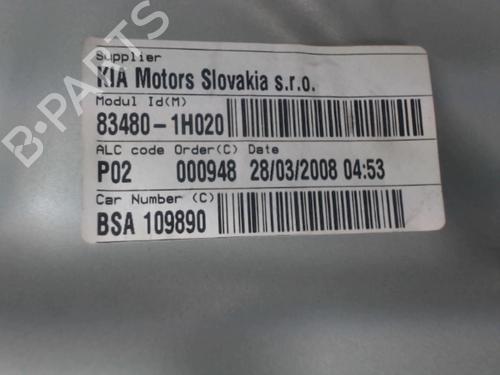 Supplier
KIA Motors Slovakia s.r.o.
Modul Id(M)
83480-1H020
ALC code Order(C) Date
P02 000948 28/03/2008 04:53
Car Number (C)
BSA 109890
B-PARTS